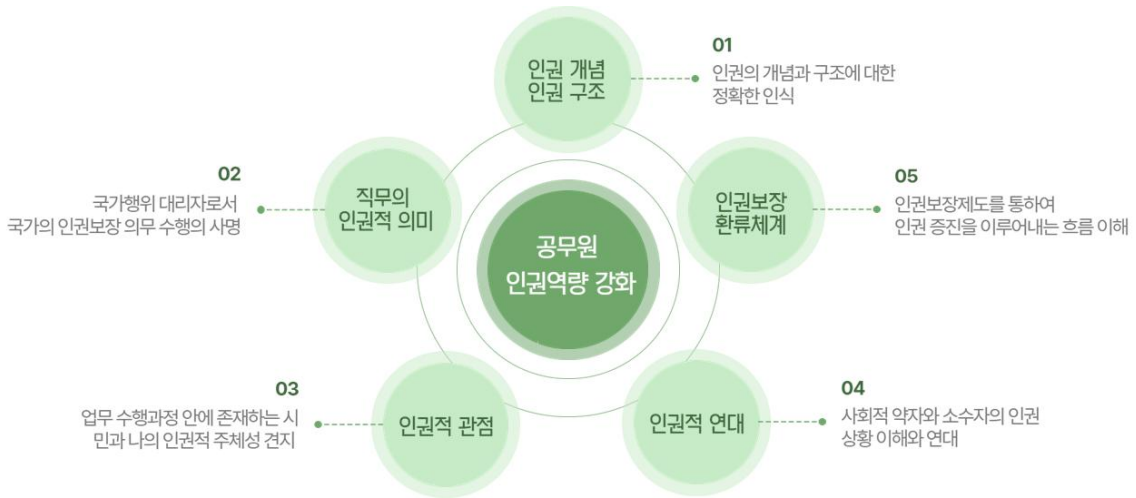 인권 개념
인권 구조
01
인권의 개념과 구조에 대한
정확한 인식
02
국가행위 대리자로서
국가의 인권보장 의무 수행의 사명
직무의
인권적 의미
공무원
인권역량 강화
인권보장
환류체계
05
인권보장제도를 통하여
인권 증진을 이루어내는 흐름 이해
03
업무 수행과정 안에 존재하는 시
민과 나의 인권적 주체성 견지
인권적 관점
인권적 연대
04
사회적 약자와 소수자의 인권
상황 이해와 연대